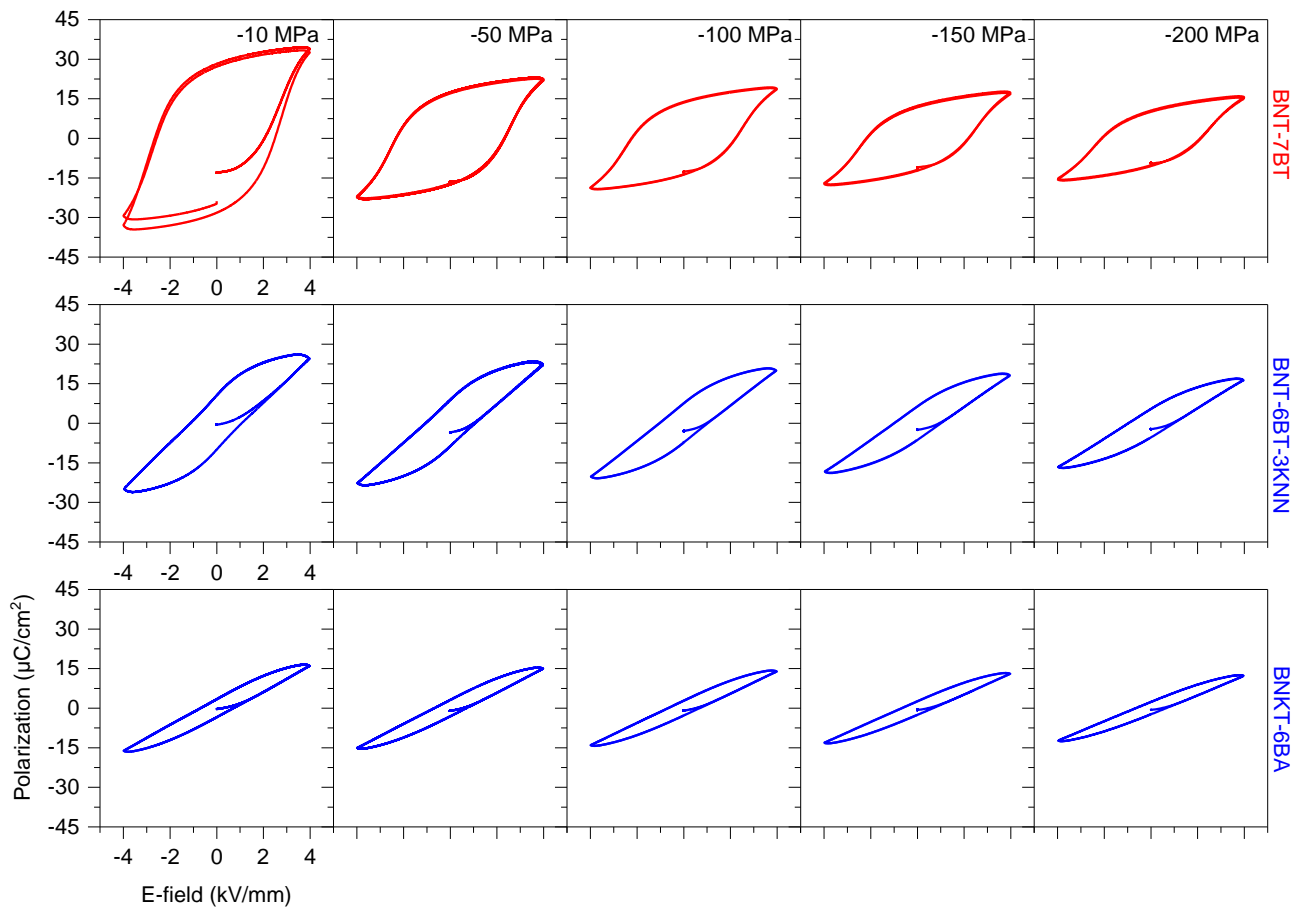 -10 MPa -50 MPa -100 MPa -150 MPa -200 MPa
45
30
15
0
-15
-30
-45
-4 -2 0 2 4
BNT-7BT
45
30
15
0
-15
-30
-45
-4 -2 0 2 4
BNT-6BT-3KNN
45
30
15
0
-15
-30
-45
-4 -2 0 2 4
BNKT-6BA
Polarization (µC/cm²)
E-field (kV/mm)